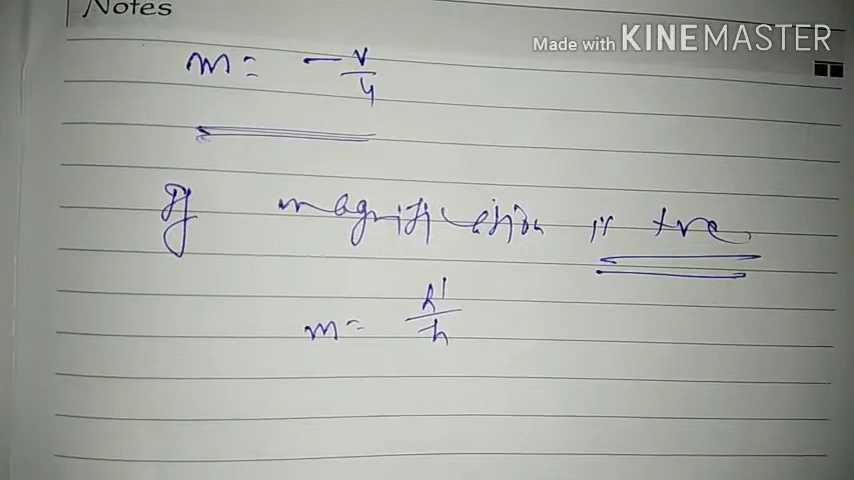 Notes
Made with KINEMASTER
m = - v/u
If magnification is +ve
m = h'/h